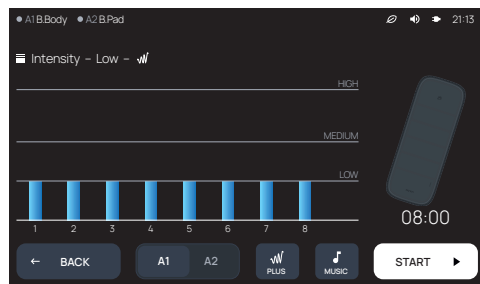 A1 B.Body A2 B.Pad 21:13
Intensity – Low –
HIGH
MEDIUM
LOW
1 2 3 4 5 6 7 8
08:00
← BACK A1 A2 PLUS MUSIC START